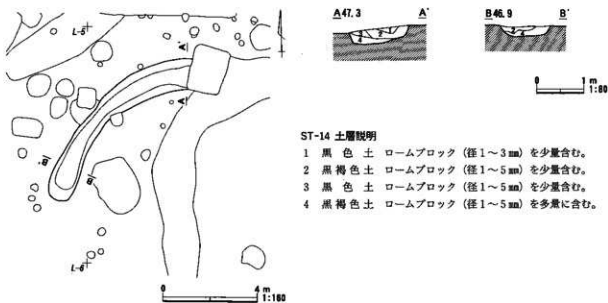 L-5
A'
A
B
B'
L-6
0 4 m
1:160
A 47.3 A'
B 46.9 B'
1 2 4
4
0 1 m
1:80
ST-14 土層説明
1 黒色土 ロームブロック（径1～3㎜）を少量含む。
2 黒褐色土 ロームブロック（径1～5㎜）を少量含む。
3 黒色土 ロームブロック（径1～5㎜）を少量含む。
4 黒褐色土 ロームブロック（径1～5㎜）を多量に含む。